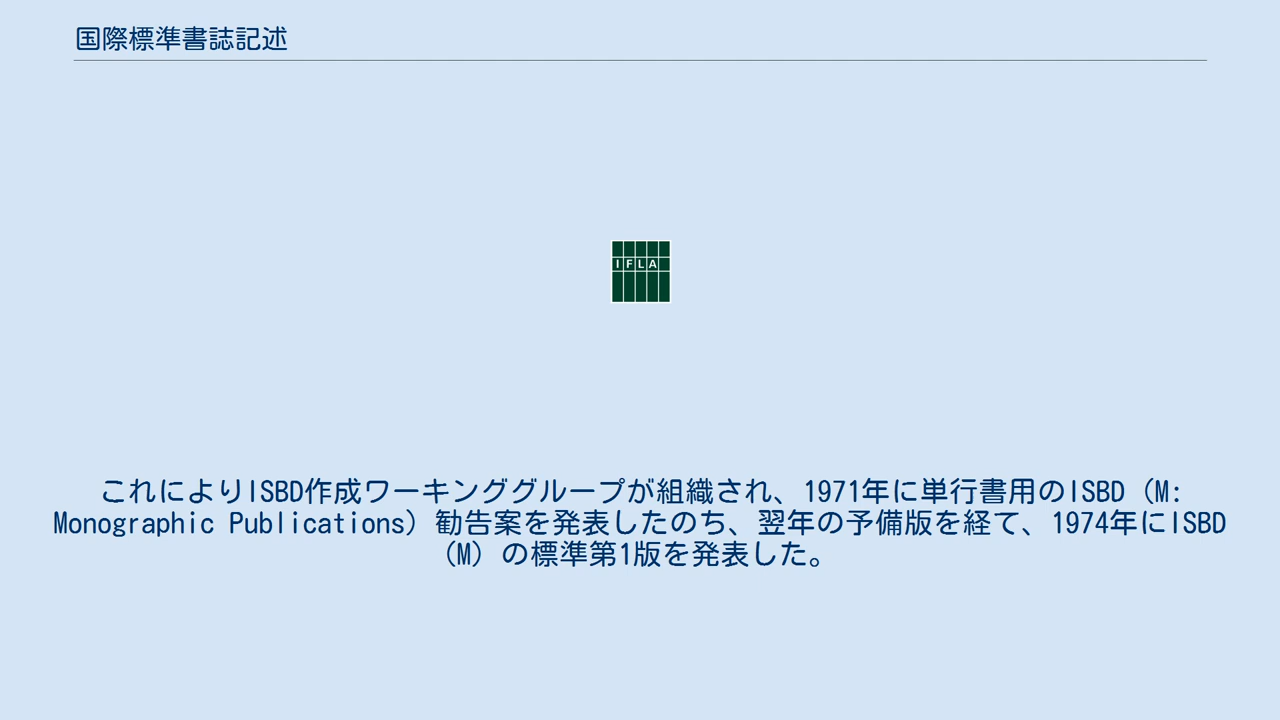 国際標準書誌記述
IFLA
これによりISBD作成ワーキンググループが組織され、1971年に単行書用のISBD（M:
Monographic Publications）勧告案を発表したのち、翌年の予備版を経て、1974年にISBD
（M）の標準第1版を発表した。